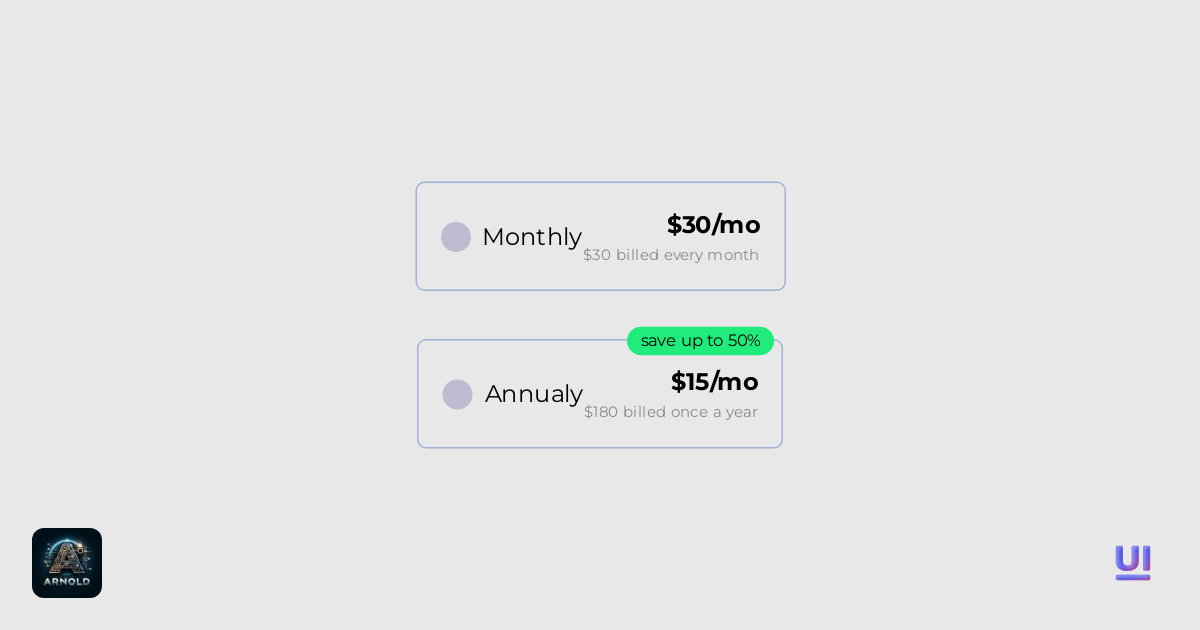 Monthly
$30/mo
$30 billed every month
save up to 50%
Annualy
$15/mo
$180 billed once a year
ARNOLD
UI